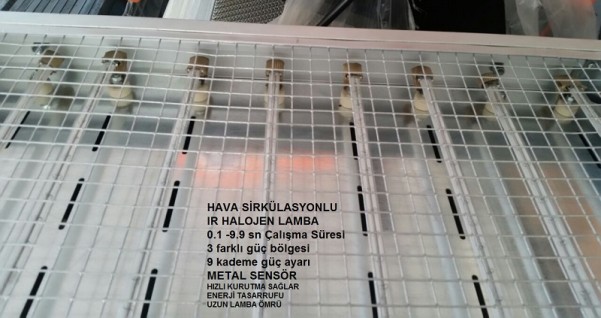 HAVA SİRKÜLASYONLU
IR HALOJEN LAMBA
0.1 -9.9 sn Çalışma Süresi
3 farklı güç bölgesi
9 kademe güç ayarı
METAL SENSÖR
HIZLI KURUTMA SAĞLAR
ENERJİ TASARRUFU
UZUN LAMBA ÖMRÜ